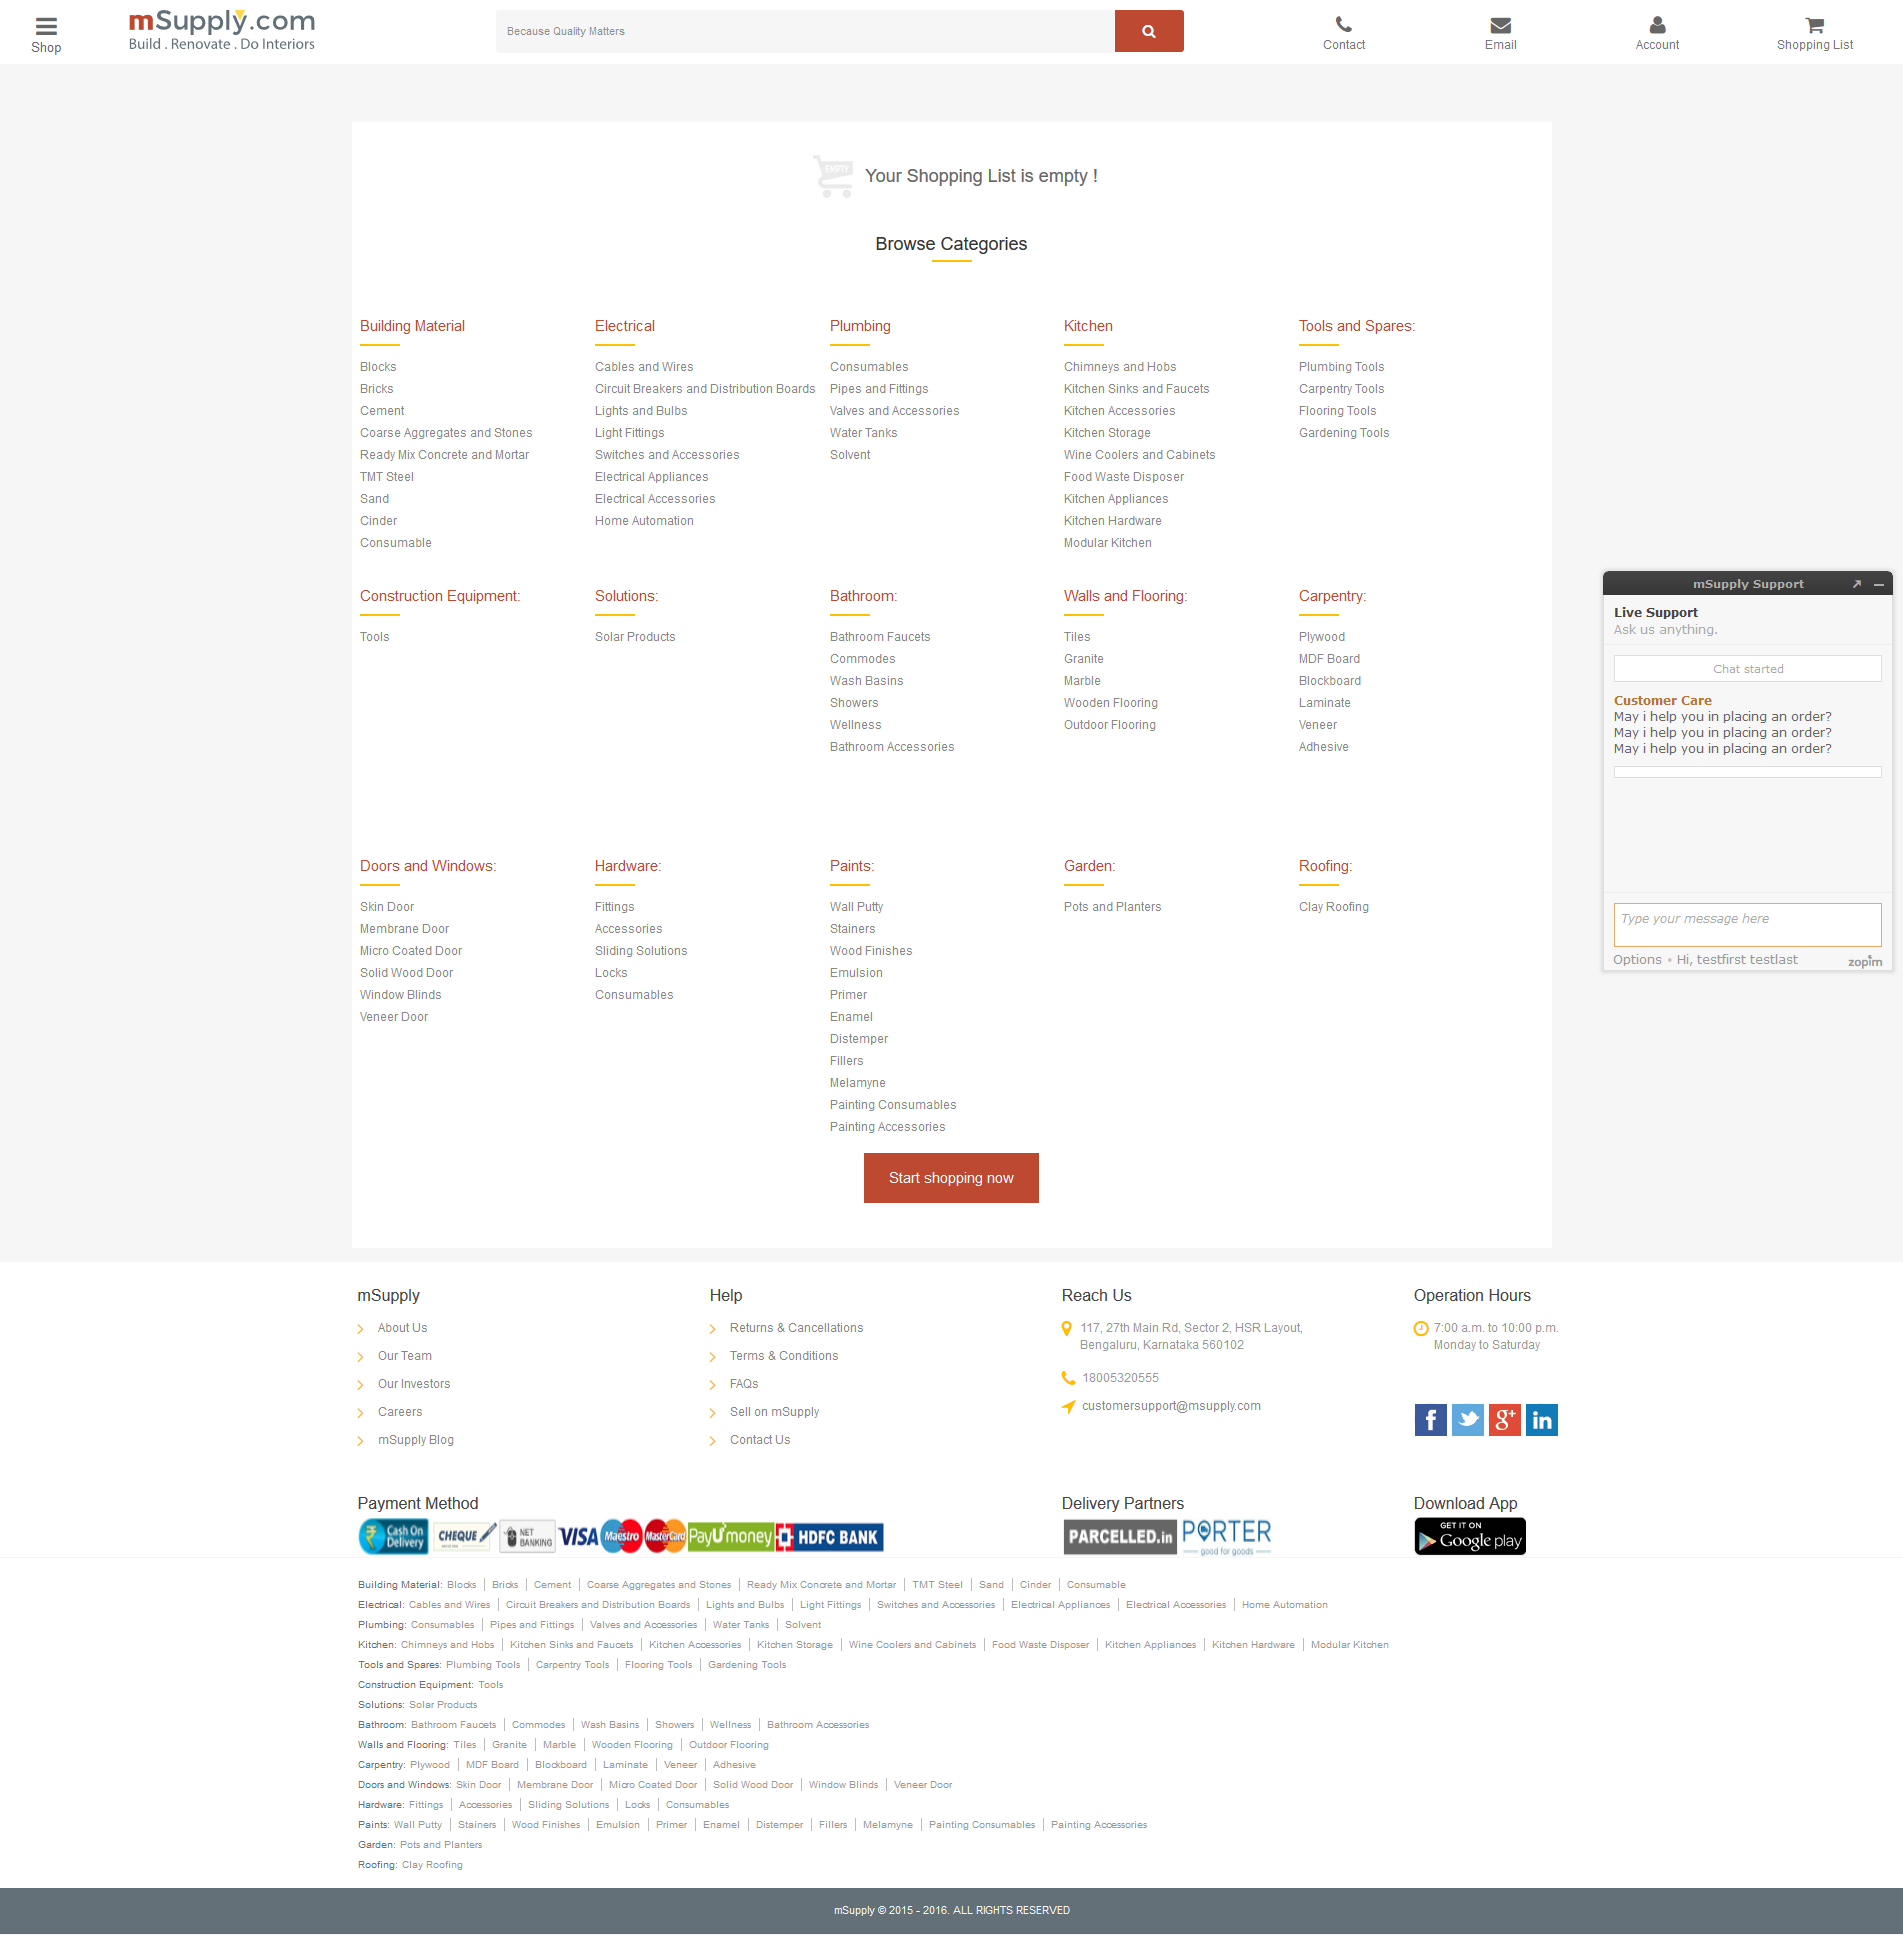 Shop
mSupply.com
Build . Renovate . Do Interiors
Because Quality Matters
Contact
Email
Account
Shopping List
EMPTY
Your Shopping List is empty !
Browse Categories
Building Material
Blocks
Bricks
Cement
Coarse Aggregates and Stones
Ready Mix Concrete and Mortar
TMT Steel
Sand
Cinder
Consumable
Electrical
Cables and Wires
Circuit Breakers and Distribution Boards
Lights and Bulbs
Light Fittings
Switches and Accessories
Electrical Appliances
Electrical Accessories
Home Automation
Plumbing
Consumables
Pipes and Fittings
Valves and Accessories
Water Tanks
Solvent
Kitchen
Chimneys and Hobs
Kitchen Sinks and Faucets
Kitchen Accessories
Kitchen Storage
Wine Coolers and Cabinets
Food Waste Disposer
Kitchen Appliances
Kitchen Hardware
Modular Kitchen
Tools and Spares:
Plumbing Tools
Carpentry Tools
Flooring Tools
Gardening Tools
Construction Equipment:
Tools
Solutions:
Solar Products
Bathroom:
Bathroom Faucets
Commodes
Wash Basins
Showers
Wellness
Bathroom Accessories
Walls and Flooring:
Tiles
Granite
Marble
Wooden Flooring
Outdoor Flooring
Carpentry:
Plywood
MDF Board
Blockboard
Laminate
Veneer
Adhesive
Doors and Windows:
Skin Door
Membrane Door
Micro Coated Door
Solid Wood Door
Window Blinds
Veneer Door
Hardware:
Fittings
Accessories
Sliding Solutions
Locks
Consumables
Paints:
Wall Putty
Stainers
Wood Finishes
Emulsion
Primer
Enamel
Distemper
Fillers
Melamyne
Painting Consumables
Painting Accessories
Garden:
Pots and Planters
Roofing:
Clay Roofing
Start shopping now
mSupply Support
Live Support
Ask us anything.
Chat started
Customer Care
May i help you in placing an order?
May i help you in placing an order?
May i help you in placing an order?
Type your message here
Options • Hi, testfirst testlast
zopim
mSupply
About Us
Our Team
Our Investors
Careers
mSupply Blog
Help
Returns & Cancellations
Terms & Conditions
FAQs
Sell on mSupply
Contact Us
Reach Us
117, 27th Main Rd, Sector 2, HSR Layout,
Bengaluru, Karnataka 560102
18005320555
customersupport@msupply.com
Operation Hours
7:00 a.m. to 10:00 p.m.
Monday to Saturday
f g+ in
Payment Method
₹ Cash On Delivery
CHEQUE
NET BANKING
VISA
Maestro
MasterCard
PayUmoney
HDFC BANK
Delivery Partners
PARCELLED.in
PORTER
good for goods
Download App
GET IT ON
Google play
Building Material: Blocks | Bricks | Cement | Coarse Aggregates and Stones | Ready Mix Concrete and Mortar | TMT Steel | Sand | Cinder | Consumable
Electrical: Cables and Wires | Circuit Breakers and Distribution Boards | Lights and Bulbs | Light Fittings | Switches and Accessories | Electrical Appliances | Electrical Accessories | Home Automation
Plumbing: Consumables | Pipes and Fittings | Valves and Accessories | Water Tanks | Solvent
Kitchen: Chimneys and Hobs | Kitchen Sinks and Faucets | Kitchen Accessories | Kitchen Storage | Wine Coolers and Cabinets | Food Waste Disposer | Kitchen Appliances | Kitchen Hardware | Modular Kitchen
Tools and Spares: Plumbing Tools | Carpentry Tools | Flooring Tools | Gardening Tools
Construction Equipment: Tools
Solutions: Solar Products
Bathroom: Bathroom Faucets | Commodes | Wash Basins | Showers | Wellness | Bathroom Accessories
Walls and Flooring: Tiles | Granite | Marble | Wooden Flooring | Outdoor Flooring
Carpentry: Plywood | MDF Board | Blockboard | Laminate | Veneer | Adhesive
Doors and Windows: Skin Door | Membrane Door | Micro Coated Door | Solid Wood Door | Window Blinds | Veneer Door
Hardware: Fittings | Accessories | Sliding Solutions | Locks | Consumables
Paints: Wall Putty | Stainers | Wood Finishes | Emulsion | Primer | Enamel | Distemper | Fillers | Melamyne | Painting Consumables | Painting Accessories
Garden: Pots and Planters
Roofing: Clay Roofing
mSupply © 2015 - 2016. ALL RIGHTS RESERVED